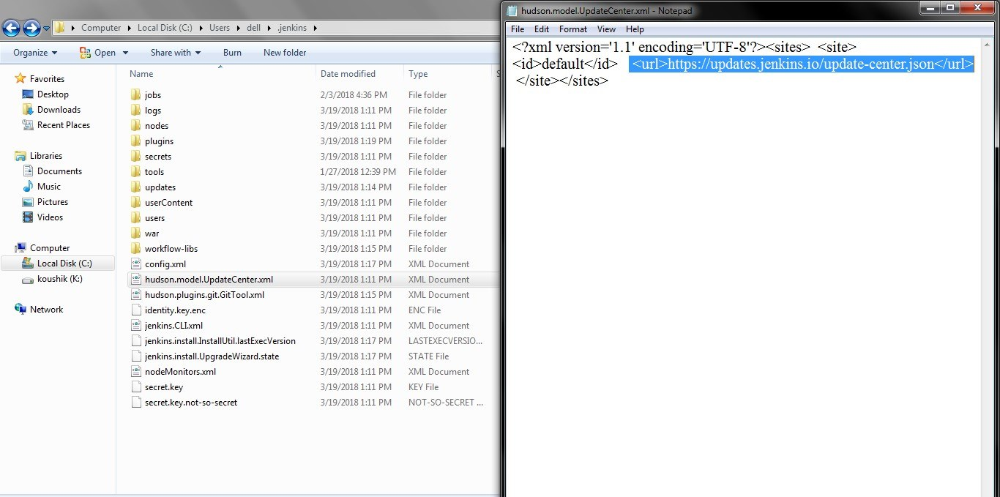 Computer Local Disk (C:) Users dell .jenkins
Organize Open Share with Burn New folder
Favorites
Desktop
Downloads
Recent Places
Libraries
Documents
Music
Pictures
Videos
Computer
Local Disk (C:)
koushik (K:)
Network
Name Date modified Type S
jobs 2/3/2018 4:36 PM File folder
logs 3/19/2018 1:11 PM File folder
nodes 3/19/2018 1:11 PM File folder
plugins 3/19/2018 1:19 PM File folder
secrets 3/19/2018 1:11 PM File folder
tools 1/27/2018 12:39 PM File folder
updates 3/19/2018 1:14 PM File folder
userContent 3/19/2018 1:11 PM File folder
users 3/19/2018 1:11 PM File folder
war 3/19/2018 1:11 PM File folder
workflow-libs 3/19/2018 1:15 PM File folder
config.xml 3/19/2018 1:17 PM XML Document
hudson.model.UpdateCenter.xml 3/19/2018 1:11 PM XML Document
hudson.plugins.git.GitTool.xml 3/19/2018 1:15 PM XML Document
identity.key.enc 3/19/2018 1:11 PM ENC File
jenkins.CLI.xml 3/19/2018 1:11 PM XML Document
jenkins.install.InstallUtil.lastExecVersion 3/19/2018 1:17 PM LASTEXECVERSIO...
jenkins.install.UpgradeWizard.state 3/19/2018 1:17 PM STATE File
nodeMonitors.xml 3/19/2018 1:11 PM XML Document
secret.key 3/19/2018 1:11 PM KEY File
secret.key.not-so-secret 3/19/2018 1:11 PM NOT-SO-SECRET ...
hudson.model.UpdateCenter.xml - Notepad
File Edit Format View Help
<?xml version='1.1' encoding='UTF-8'?><sites> <site>
<id>default</id> <url>https://updates.jenkins.io/update-center.json</url>
</site></sites>